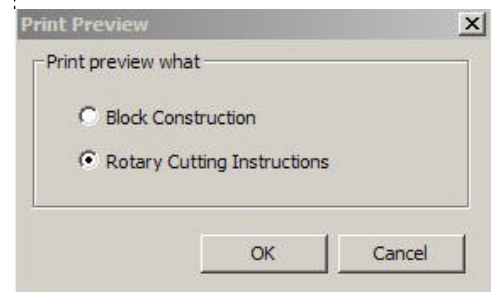 Print Preview
Print preview what
Block Construction
Rotary Cutting Instructions
OK Cancel